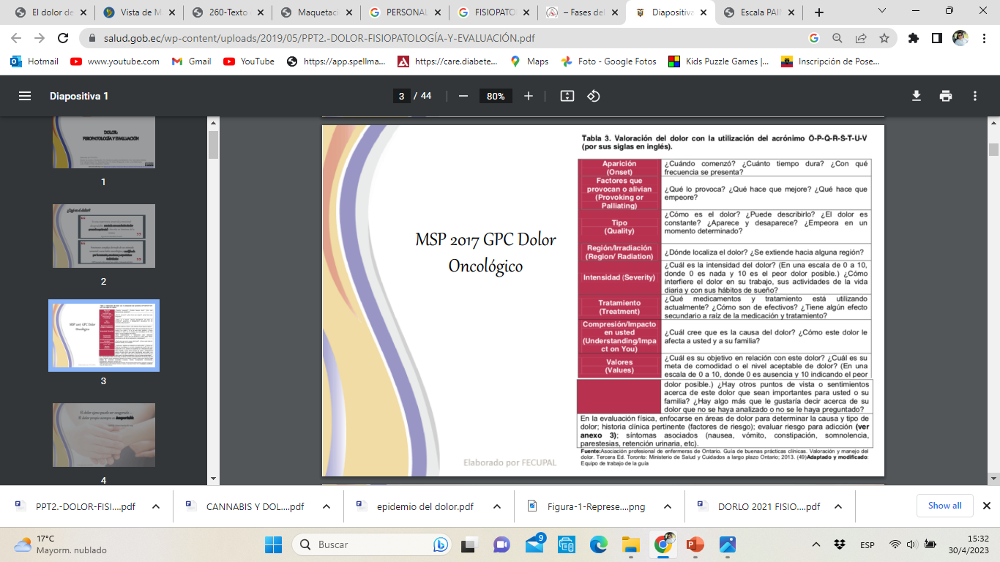 El dolor de
Vista de M
260-Texto
Maquetaci
PERSONAL
FISIOPATO
– Fases del
Diapositiva
Escala PAI
salud.gob.ec/wp-content/uploads/2019/05/PPT2.-DOLOR-FISIOPATOLOGÍA-Y-EVALUACIÓN.pdf
Hotmail
www.youtube.com
Gmail
YouTube
https://app.spellma...
https://care.diabete...
Maps
Foto - Google Fotos
Kids Puzzle Games |...
Inscripción de Pose...
Diapositiva 1
3 / 44
80%
DOLOR:
FISIOPATOLOGÍA Y EVALUACIÓN
1
¿Qué es el dolor?
2
MSP 2017 GPC Dolor
Oncológico
3
El dolor ajeno puede ser exagerado...
El dolor propio siempre es insoportable
4
MSP 2017 GPC Dolor
Oncológico
Elaborado por FECUPAL
Tabla 3. Valoración del dolor con la utilización del acrónimo O-P-Q-R-S-T-U-V
(por sus siglas en inglés).
Aparición
(Onset)
¿Cuándo comenzó? ¿Cuánto tiempo dura? ¿Con qué
frecuencia se presenta?
Factores que
provocan o alivian
(Provoking or
Palliating)
¿Qué lo provoca? ¿Qué hace que mejore? ¿Qué hace que
empeore?
Tipo
(Quality)
¿Cómo es el dolor? ¿Puede describirlo? ¿El dolor es
constante? ¿Aparece y desaparece? ¿Empeora en un
momento determinado?
Región/Irradiación
(Region/ Radiation)
¿Dónde localiza el dolor? ¿Se extiende hacia alguna región?
Intensidad (Severity)
¿Cuál es la intensidad del dolor? (En una escala de 0 a 10,
donde 0 es nada y 10 es el peor dolor posible.) ¿Cómo
interfiere el dolor en su trabajo, sus actividades de la vida
diaria y con sus hábitos de sueño?
Tratamiento
(Treatment)
¿Qué medicamentos y tratamiento está utilizando
actualmente? ¿Cómo son de efectivos? ¿Tiene algún efecto
secundario a raíz de la medicación y tratamiento?
Compresión/Impacto
en usted
(Understanding/Impa
ct on You)
¿Cuál cree que es la causa del dolor? ¿Cómo este dolor le
afecta a usted y a su familia?
Valores
(Values)
¿Cuál es su objetivo en relación con este dolor? ¿Cuál es su
meta de comodidad o el nivel aceptable de dolor? (En una
escala de 0 a 10, donde 0 es ausencia y 10 indicando el peor
dolor posible.) ¿Hay otros puntos de vista o sentimientos
acerca de este dolor que sean importantes para usted o su
familia? ¿Hay algo más que le gustaría decir acerca de su
dolor que no se haya analizado o no se le haya preguntado?
En la evaluación física, enfocarse en áreas de dolor para determinar la causa y tipo de
dolor; historia clínica pertinente (factores de riesgo); evaluar riesgo para adicción (ver
anexo 3); síntomas asociados (nausea, vómito, constipación, somnolencia,
parestesias, retención urinaria, etc).
Fuente:Asociación profesional de enfermeras de Ontario. Guía de buenas prácticas clínicas. Valoración y manejo del
dolor. Tercera Ed. Toronto: Ministerio de Salud y Cuidados a largo plazo Ontario; 2013. (49)Adaptado y modificado:
Equipo de trabajo de la guía
PPT2.-DOLOR-FISI....pdf
CANNABIS Y DOL....pdf
epidemio del dolor.pdf
Figura-1-Represe....png
DORLO 2021 FISIO....pdf
Show all
17°C
Mayorm. nublado
Buscar
9
ESP
15:32
30/4/2023